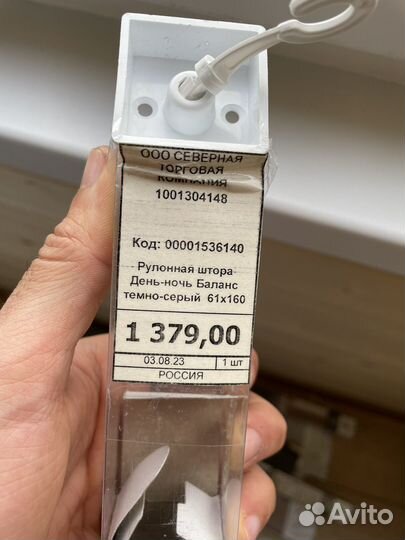 ООО СЕВЕРНАЯ
ТОРГОВАЯ
КОМПАНИЯ
1001304148
Код: 00001536140
Рулонная штора
День-ночь Баланс
темно-серый 61х160
1 379,00
03.08.23 1 шт
РОССИЯ
Avito